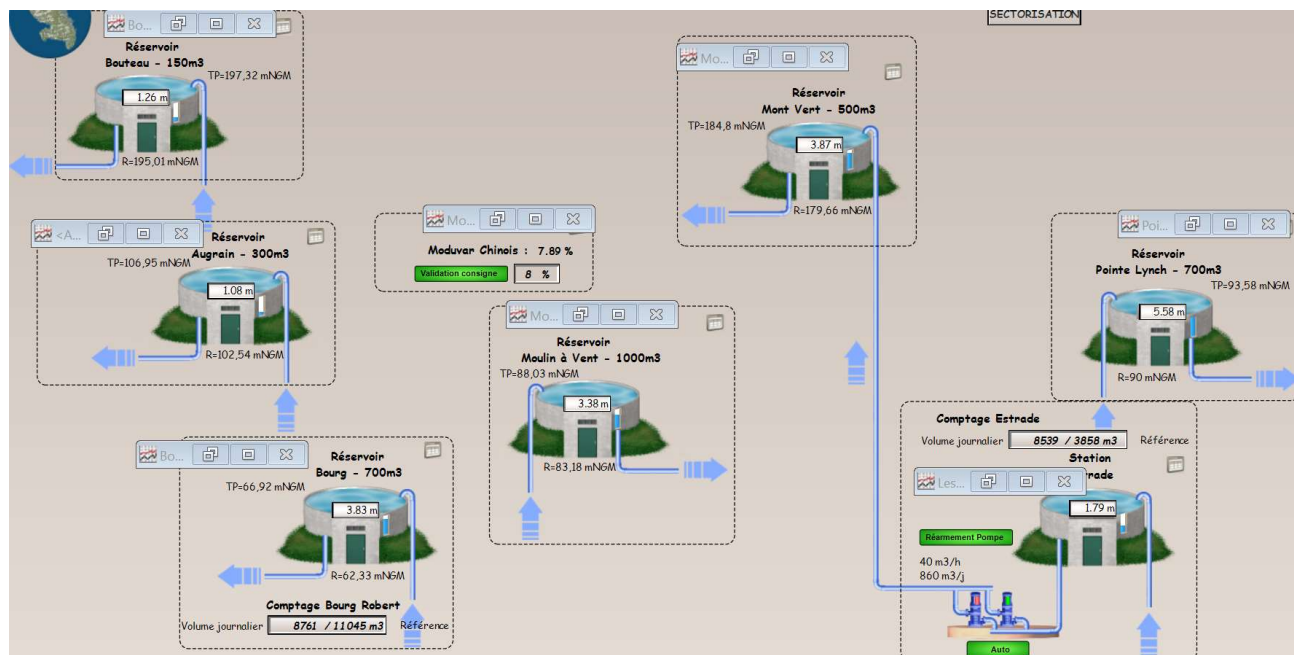 SECTORISATION
Bo...
Réservoir
Bouteau - 150m3
TP=197,32 mNGM
1.26 m
R=195,01 mNGM
Mo...
Réservoir
Mont Vert - 500m3
TP=184,8 mNGM
3.87 m
R=179,66 mNGM
<A...
Réservoir
Augrain - 300m3
TP=106,95 mNGM
1.08 m
R=102,54 mNGM
Mo...
Moduvar Chinois : 7.89 %
Validation consigne
8 %
Poi...
Réservoir
Pointe Lynch - 700m3
TP=93,58 mNGM
5.58 m
R=90 mNGM
Mo...
Réservoir
Moulin à Vent - 1000m3
TP=88,03 mNGM
3.38 m
R=83,18 mNGM
Bo...
Réservoir
Bourg - 700m3
TP=66,92 mNGM
3.83 m
R=62,33 mNGM
Comptage Bourg Robert
Volume journalier 8761 / 11045 m3 Référence
Comptage Estrade
Volume journalier 8539 / 3858 m3 Référence
Station
Les...
rade
1.79 m
Réarmement Pompe
40 m3/h
860 m3/j
Auto